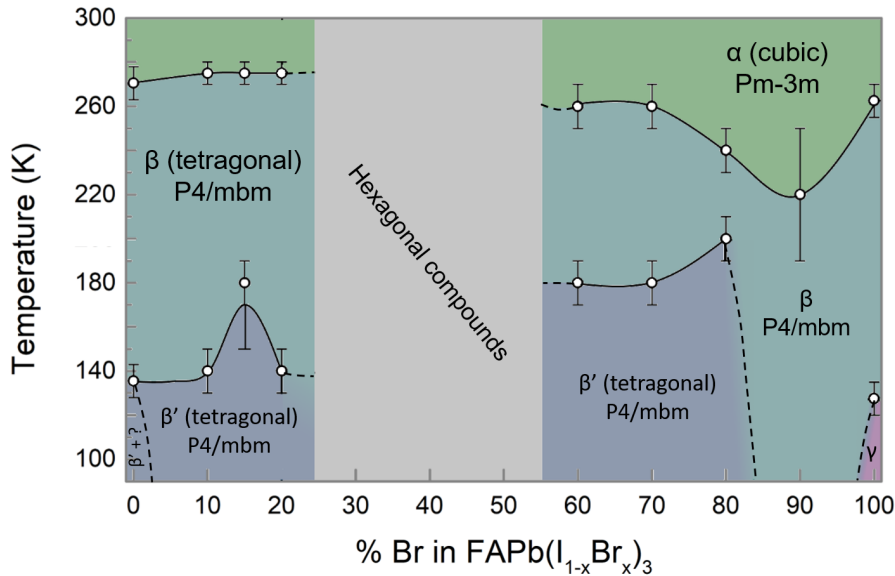 300
260
220
180
140
100
Temperature (K)
α (cubic)
Pm-3m
β (tetragonal)
P4/mbm
Hexagonal compounds
β
P4/mbm
β' (tetragonal)
P4/mbm
β' (tetragonal)
P4/mbm
β' + ?
γ
0 10 20 30 40 50 60 70 80 90 100
% Br in FAPb(I₁₋ₓBrₓ)₃